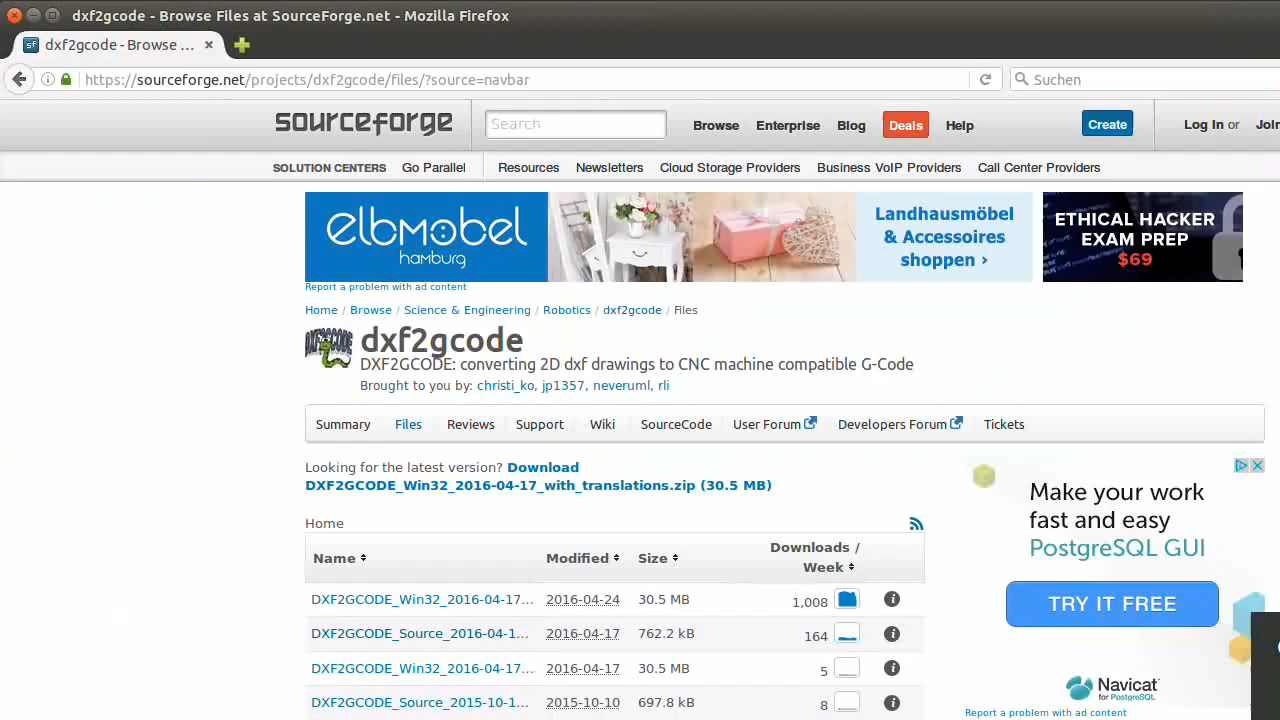 dxf2gcode - Browse Files at SourceForge.net - Mozilla Firefox
dxf2gcode - Browse ...
https://sourceforge.net/projects/dxf2gcode/files/?source=navbar
Suchen
sourceforge
Search
Browse Enterprise Blog Deals Help
Create
Log In or Join
SOLUTION CENTERS Go Parallel Resources Newsletters Cloud Storage Providers Business VoIP Providers Call Center Providers
elbmöbel
hamburg
Landhausmöbel
& Accessoires
shoppen ›
ETHICAL HACKER
EXAM PREP
$69
Report a problem with ad content
Home / Browse / Science & Engineering / Robotics / dxf2gcode / Files
dxf2gcode
DXF2GCODE: converting 2D dxf drawings to CNC machine compatible G-Code
Brought to you by: christi_ko, jp1357, neveruml, rli
Summary Files Reviews Support Wiki SourceCode User Forum Developers Forum Tickets
Looking for the latest version? Download
DXF2GCODE_Win32_2016-04-17_with_translations.zip (30.5 MB)
Home
Name Modified Size Downloads /
Week
DXF2GCODE_Win32_2016-04-17... 2016-04-24 30.5 MB 1,008
DXF2GCODE_Source_2016-04-1... 2016-04-17 762.2 kB 164
DXF2GCODE_Win32_2016-04-17... 2016-04-17 30.5 MB 5
DXF2GCODE_Source_2015-10-1... 2015-10-10 697.8 kB 8
Make your work
fast and easy
PostgreSQL GUI
TRY IT FREE
Navicat
for PostgreSQL
Report a problem with ad content